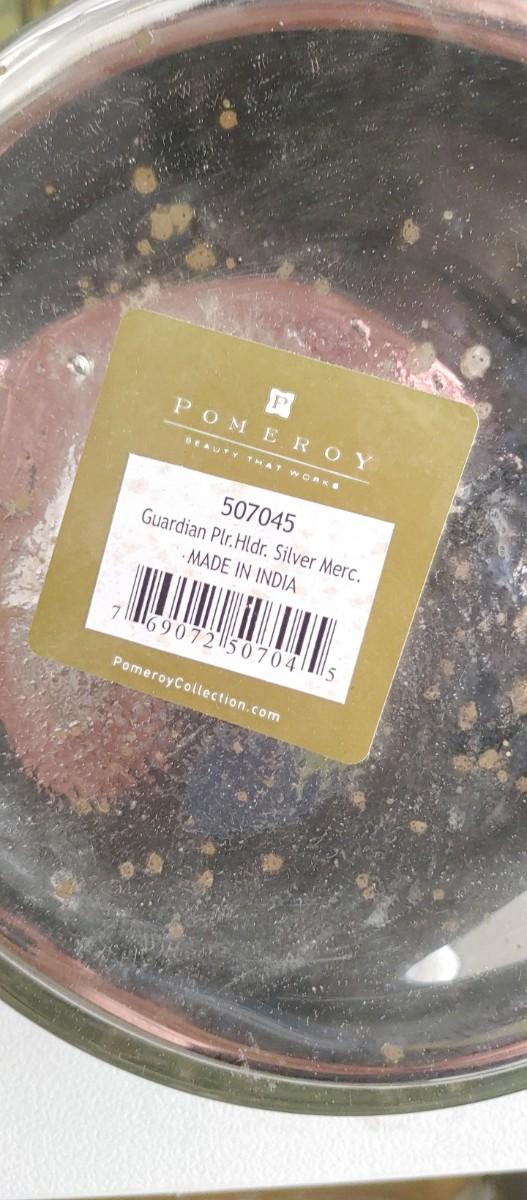 P
POMEROY
BEAUTY THAT WORKS
507045
Guardian Plr.Hldr. Silver Merc.
MADE IN INDIA
7 69072 50704 5
PomeroyCollection.com